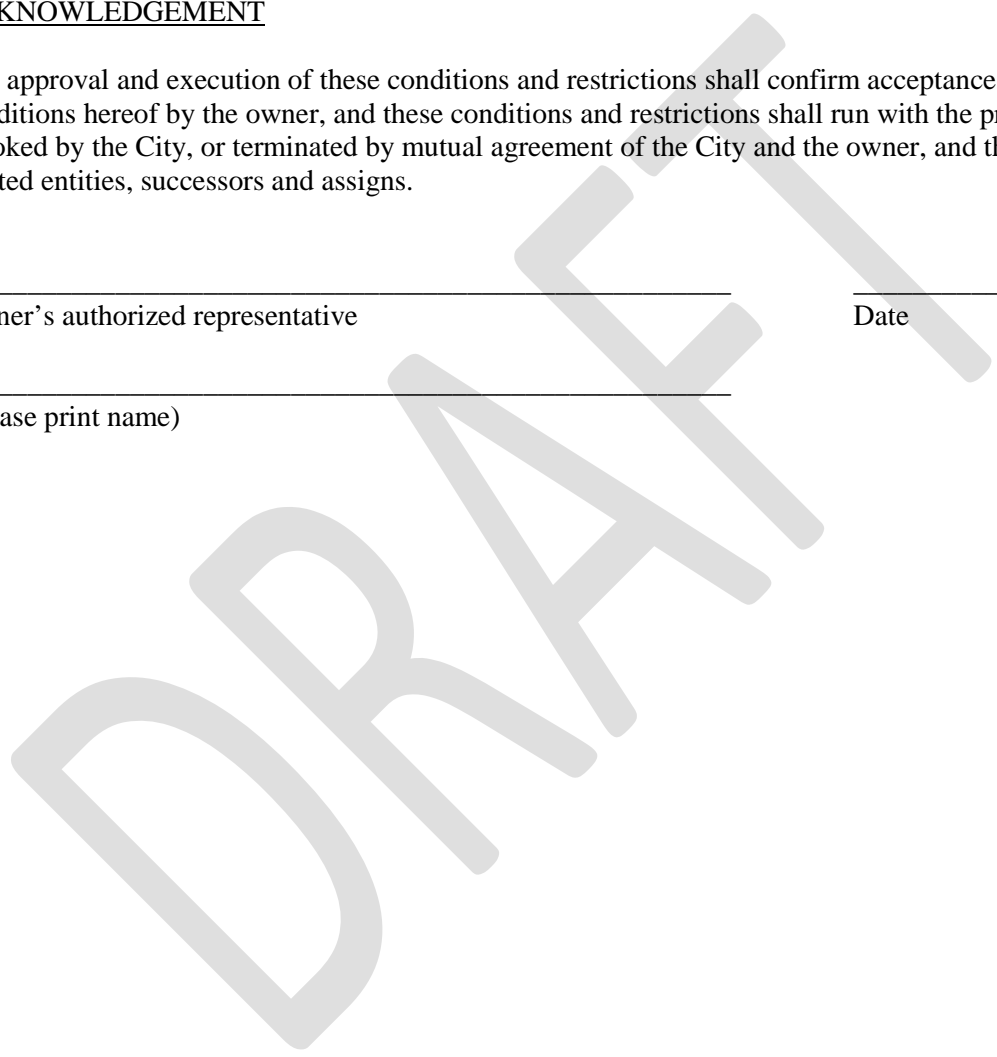 KNOWLEDGEMENT
approval and execution of these conditions and restrictions shall confirm acceptance
ditions hereof by the owner, and these conditions and restrictions shall run with the pr
oked by the City, or terminated by mutual agreement of the City and the owner, and th
ted entities, successors and assigns.
ner’s authorized representative Date
ase print name)
DRAFT